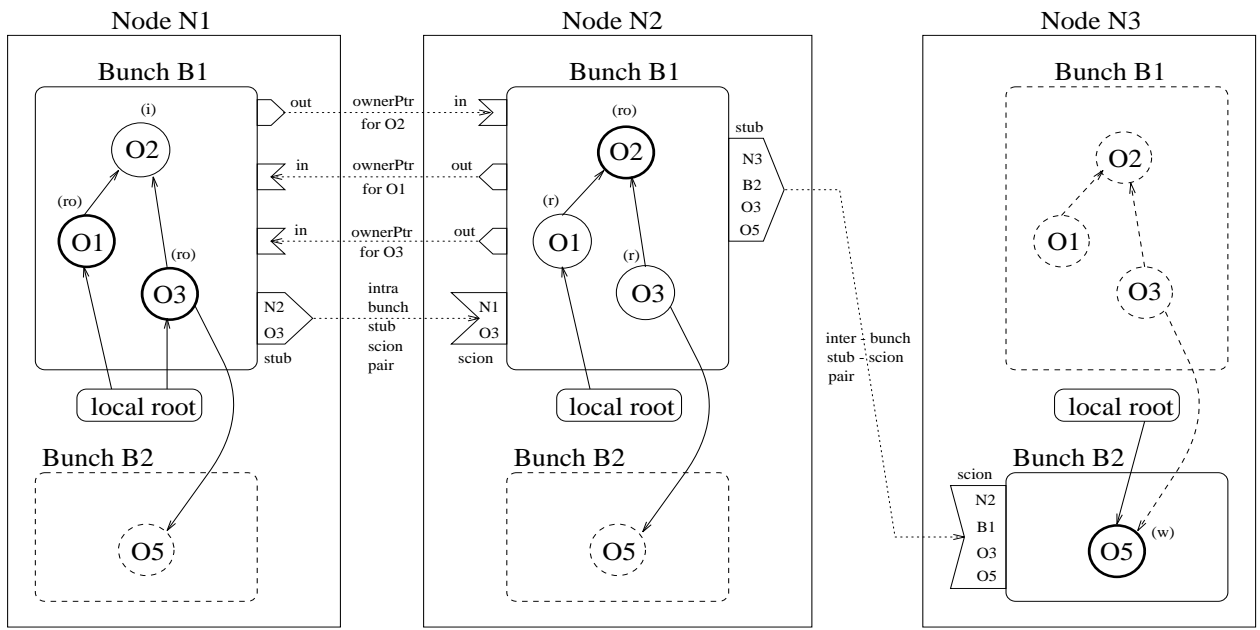 Node N1
Bunch B1
(i)
O2
(ro)
O1
(ro)
O3
out
in
in
N2
O3
stub
local root
Bunch B2
O5
ownerPtr
for O2
ownerPtr
for O1
ownerPtr
for O3
intra
bunch
stub
scion
pair
Node N2
Bunch B1
in
out
out
N1
O3
scion
(ro)
O2
(r)
O1
(r)
O3
stub
N3
B2
O3
O5
local root
Bunch B2
O5
inter - bunch
stub - scion
pair
Node N3
Bunch B1
O2
O1
O3
local root
Bunch B2
scion
N2
B1
O3
O5
O5
(w)